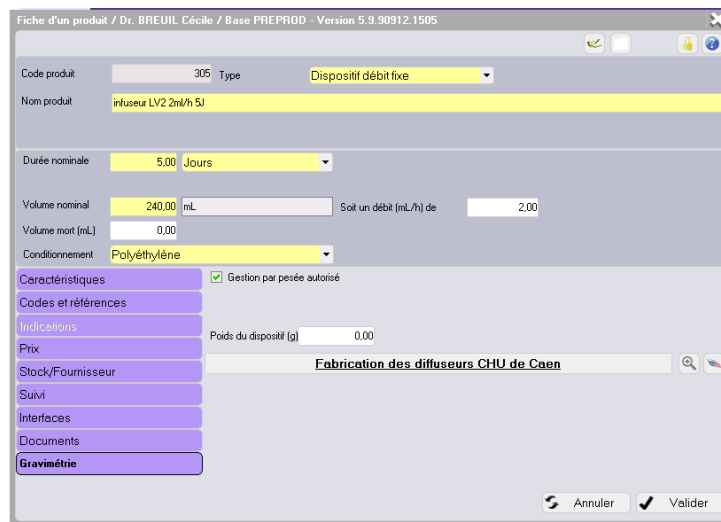 Fiche d'un produit / Dr. BREUIL Cécile / Base PREPROD - Version 5.9.90912.1505
Code produit 305 Type Dispositif débit fixe
Nom produit infuseur LV2 2ml/h 5J
Durée nominale 5,00 Jours
Volume nominal 240,00 mL Soit un débit (mL/h) de 2,00
Volume mort (mL) 0,00
Conditionnement Polyéthylène
Caractéristiques
Gestion par pesée autorisé
Codes et références
Indications
Poids du dispositif (g) 0,00
Prix
Fabrication des diffuseurs CHU de Caen
Stock/Fournisseur
Suivi
Interfaces
Documents
Gravimétrie
Annuler Valider